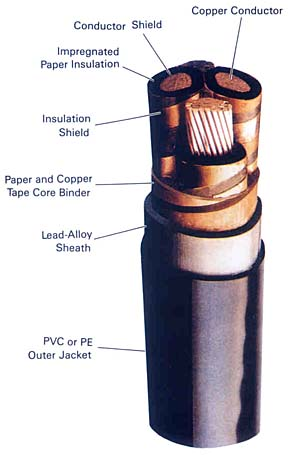 Copper Conductor
Conductor Shield
Impregnated
Paper Insulation
Insulation
Shield
Paper and Copper
Tape Core Binder
Lead-Alloy
Sheath
PVC or PE
Outer Jacket